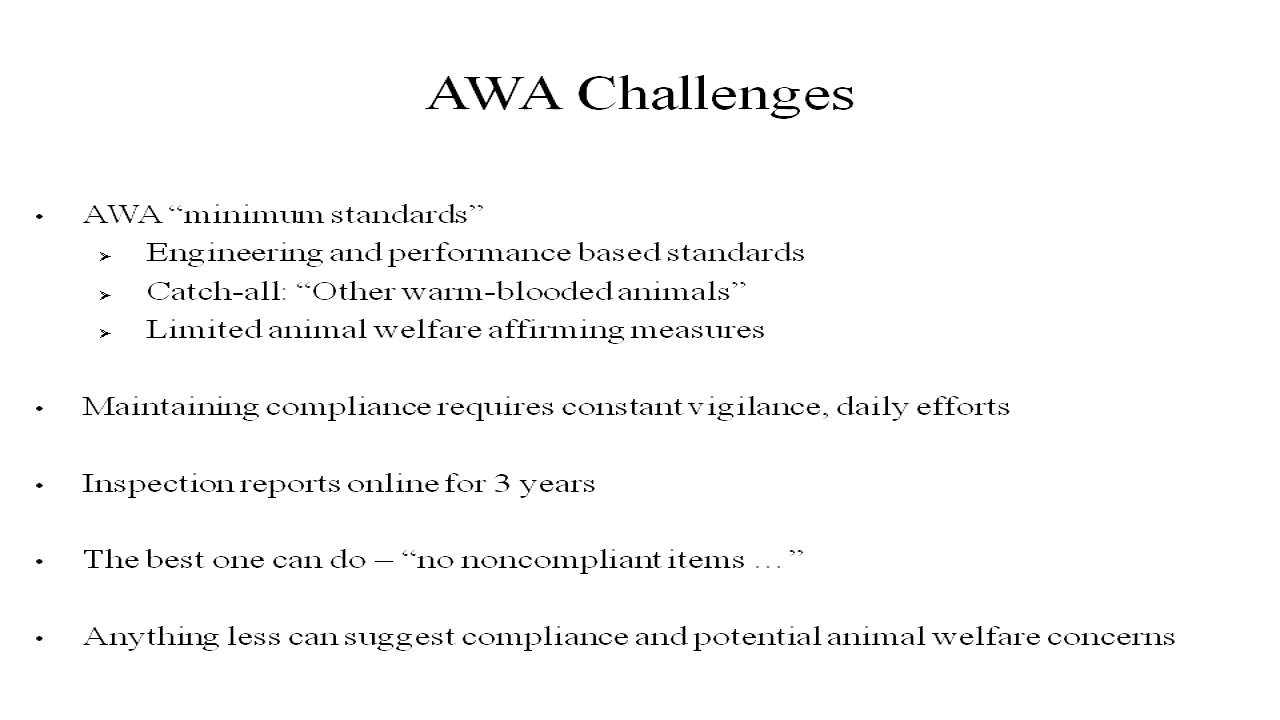 AWA Challenges
• AWA “minimum standards”
➢ Engineering and performance based standards
➢ Catch-all: “Other warm-blooded animals”
➢ Limited animal welfare affirming measures
• Maintaining compliance requires constant vigilance, daily efforts
• Inspection reports online for 3 years
• The best one can do – “no noncompliant items …”
• Anything less can suggest compliance and potential animal welfare concerns